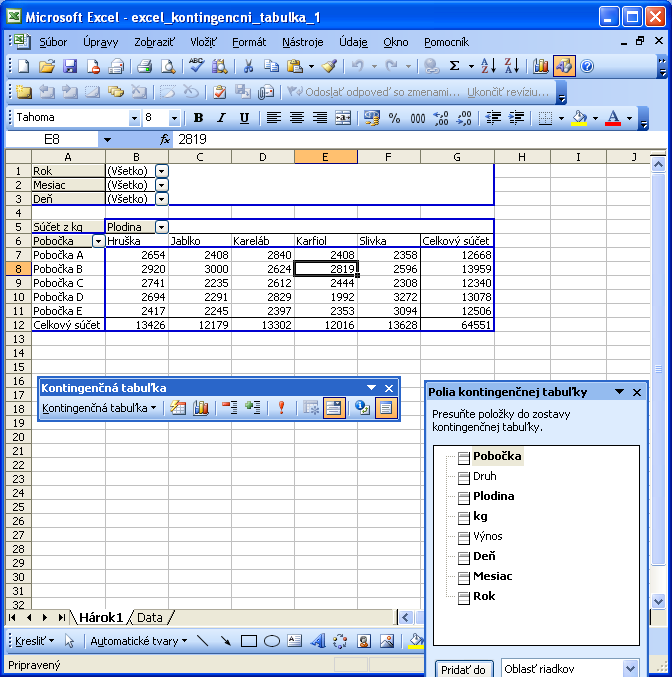 Microsoft Excel - excel_kontingencni_tabulka_1
Súbor Úpravy Zobraziť Vložiť Formát Nástroje Údaje Okno Pomocník
Odoslať odpoveď so zmenami... Ukončiť revíziu...
Tahoma 8 B I U % 000
E8 fx 2819
A B C D E F G H I J
1 Rok (Všetko)
2 Mesiac (Všetko)
3 Deň (Všetko)
4
5 Súčet z kg Plodina
6 Pobočka Hruška Jablko Kareláb Karfiol Slivka Celkový súčet
7 Pobočka A 2654 2408 2840 2408 2358 12668
8 Pobočka B 2920 3000 2624 2819 2596 13959
9 Pobočka C 2741 2235 2612 2444 2308 12340
10 Pobočka D 2694 2291 2829 1992 3272 13078
11 Pobočka E 2417 2245 2397 2353 3094 12506
12 Celkový súčet 13426 12179 13302 12016 13628 64551
13
14
15
16
17
18
19
20
21
22
23
24
25
26
27
28
29
30
31
32
Kontingenčná tabuľka
Kontingenčná tabuľka
Polia kontingenčnej tabuľky
Presuňte položky do zostavy
kontingenčnej tabuľky.
Pobočka
Druh
Plodina
kg
Výnos
Deň
Mesiac
Rok
Pridať do Oblasť riadkov
Hárok1 Data
Kresliť Automatické tvary
Pripravený